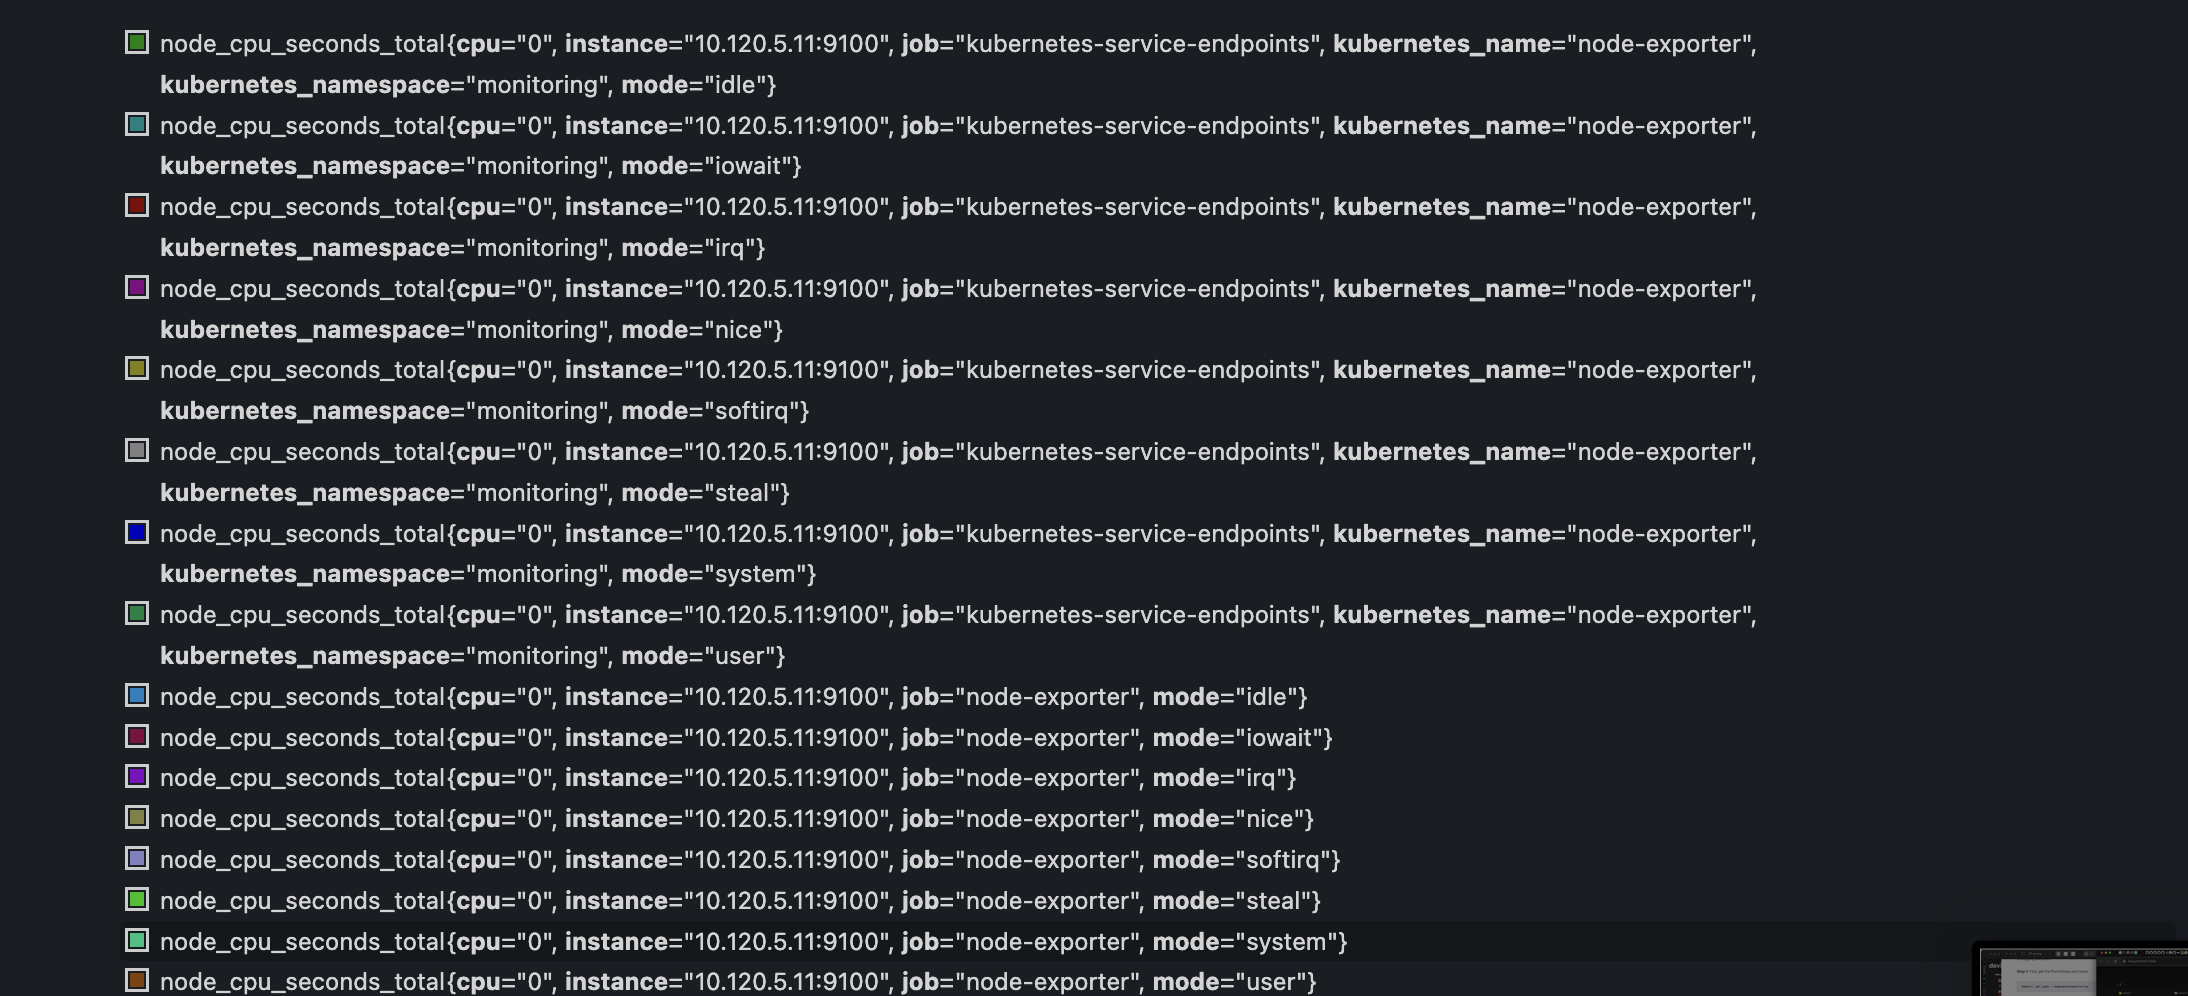 node_cpu_seconds_total{cpu="0", instance="10.120.5.11:9100", job="kubernetes-service-endpoints", kubernetes_name="node-exporter",
kubernetes_namespace="monitoring", mode="idle"}
node_cpu_seconds_total{cpu="0", instance="10.120.5.11:9100", job="kubernetes-service-endpoints", kubernetes_name="node-exporter",
kubernetes_namespace="monitoring", mode="iowait"}
node_cpu_seconds_total{cpu="0", instance="10.120.5.11:9100", job="kubernetes-service-endpoints", kubernetes_name="node-exporter",
kubernetes_namespace="monitoring", mode="irq"}
node_cpu_seconds_total{cpu="0", instance="10.120.5.11:9100", job="kubernetes-service-endpoints", kubernetes_name="node-exporter",
kubernetes_namespace="monitoring", mode="nice"}
node_cpu_seconds_total{cpu="0", instance="10.120.5.11:9100", job="kubernetes-service-endpoints", kubernetes_name="node-exporter",
kubernetes_namespace="monitoring", mode="softirq"}
node_cpu_seconds_total{cpu="0", instance="10.120.5.11:9100", job="kubernetes-service-endpoints", kubernetes_name="node-exporter",
kubernetes_namespace="monitoring", mode="steal"}
node_cpu_seconds_total{cpu="0", instance="10.120.5.11:9100", job="kubernetes-service-endpoints", kubernetes_name="node-exporter",
kubernetes_namespace="monitoring", mode="system"}
node_cpu_seconds_total{cpu="0", instance="10.120.5.11:9100", job="kubernetes-service-endpoints", kubernetes_name="node-exporter",
kubernetes_namespace="monitoring", mode="user"}
node_cpu_seconds_total{cpu="0", instance="10.120.5.11:9100", job="node-exporter", mode="idle"}
node_cpu_seconds_total{cpu="0", instance="10.120.5.11:9100", job="node-exporter", mode="iowait"}
node_cpu_seconds_total{cpu="0", instance="10.120.5.11:9100", job="node-exporter", mode="irq"}
node_cpu_seconds_total{cpu="0", instance="10.120.5.11:9100", job="node-exporter", mode="nice"}
node_cpu_seconds_total{cpu="0", instance="10.120.5.11:9100", job="node-exporter", mode="softirq"}
node_cpu_seconds_total{cpu="0", instance="10.120.5.11:9100", job="node-exporter", mode="steal"}
node_cpu_seconds_total{cpu="0", instance="10.120.5.11:9100", job="node-exporter", mode="system"}
node_cpu_seconds_total{cpu="0", instance="10.120.5.11:9100", job="node-exporter", mode="user"}